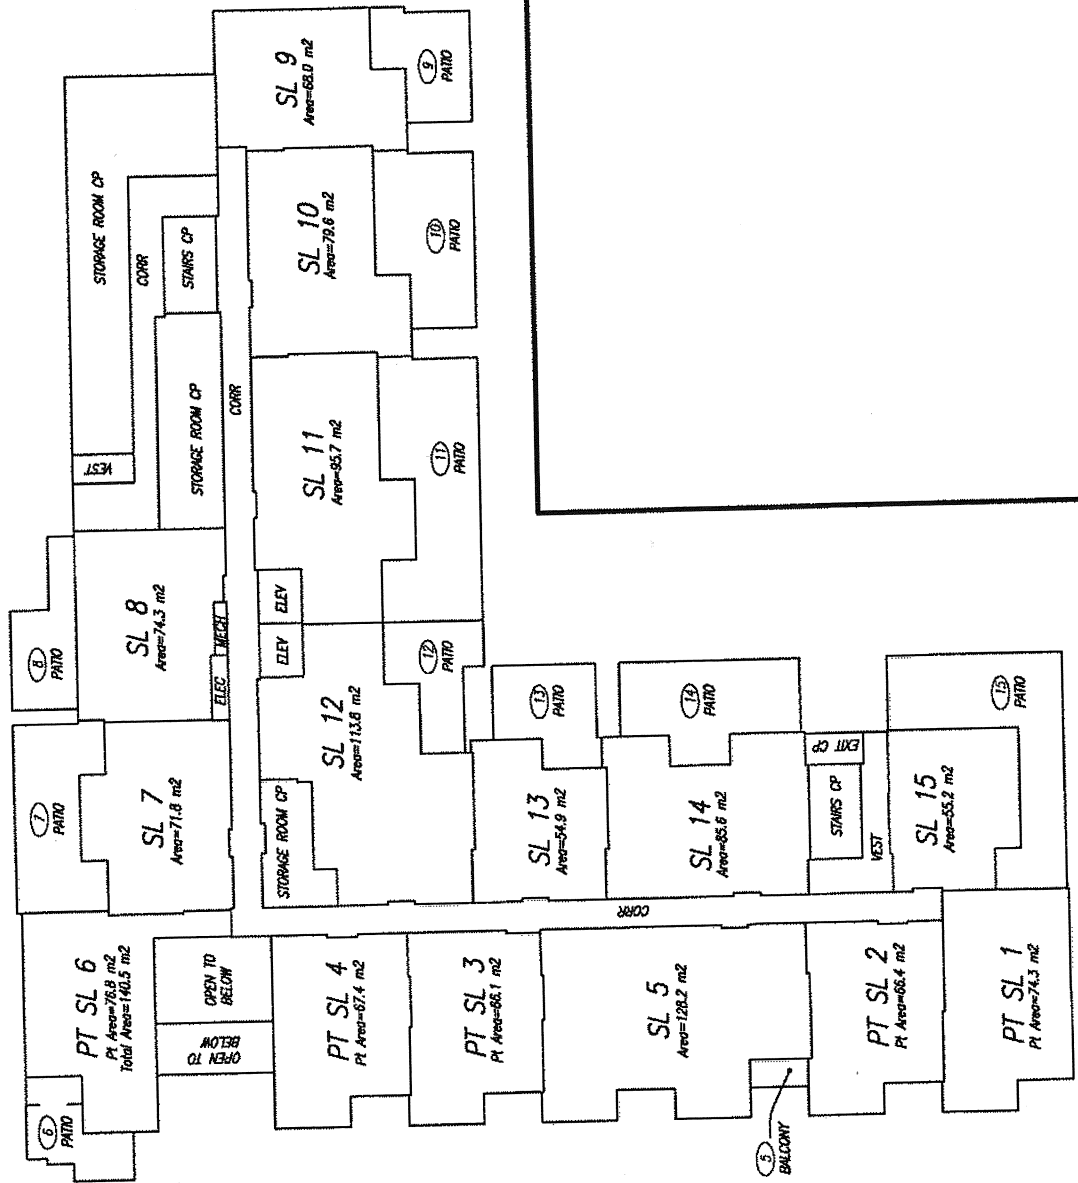 SL 9
Area=68.0 m2
9
PATIO
STORAGE ROOM CP
CORR
STAIRS CP
SL 10
Area=79.6 m2
10
PATIO
STORAGE ROOM CP
CORR
VEST
SL 11
Area=95.7 m2
11
PATIO
8
PATIO
SL 8
Area=74.3 m2
MECH
ELEC
ELEV
ELEV
SL 12
Area=113.8 m2
12
PATIO
7
PATIO
SL 7
Area=71.8 m2
STORAGE ROOM CP
13
PATIO
SL 13
Area=54.9 m2
14
PATIO
SL 14
Area=85.6 m2
EXIT CP
STAIRS CP
VEST
15
PATIO
SL 15
Area=55.2 m2
CORR
PT SL 6
Pt Area=76.8 m2
Total Area=140.5 m2
6
PATIO
OPEN TO
BELOW
OPEN TO
BELOW
PT SL 4
Pt Area=67.4 m2
PT SL 3
Pt Area=66.1 m2
SL 5
Area=128.2 m2
5
BALCONY
PT SL 2
Pt Area=66.4 m2
PT SL 1
Pt Area=74.3 m2